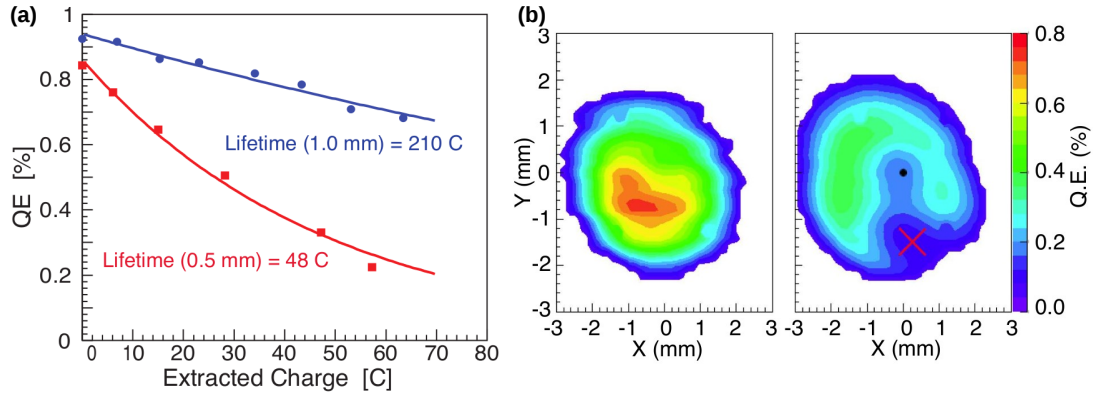 (a)
1
0.8
0.6
0.4
0.2
0
QE [%]
Lifetime (1.0 mm) = 210 C
Lifetime (0.5 mm) = 48 C
0 10 20 30 40 50 60 70 80
Extracted Charge [C]
(b)
3
2
1
0
-1
-2
-3
Y (mm)
-3 -2 -1 0 1 2
X (mm)
-3 -2 -1 0 1 2 3
X (mm)
0.8
0.6
0.4
0.2
0.0
Q.E. (%)